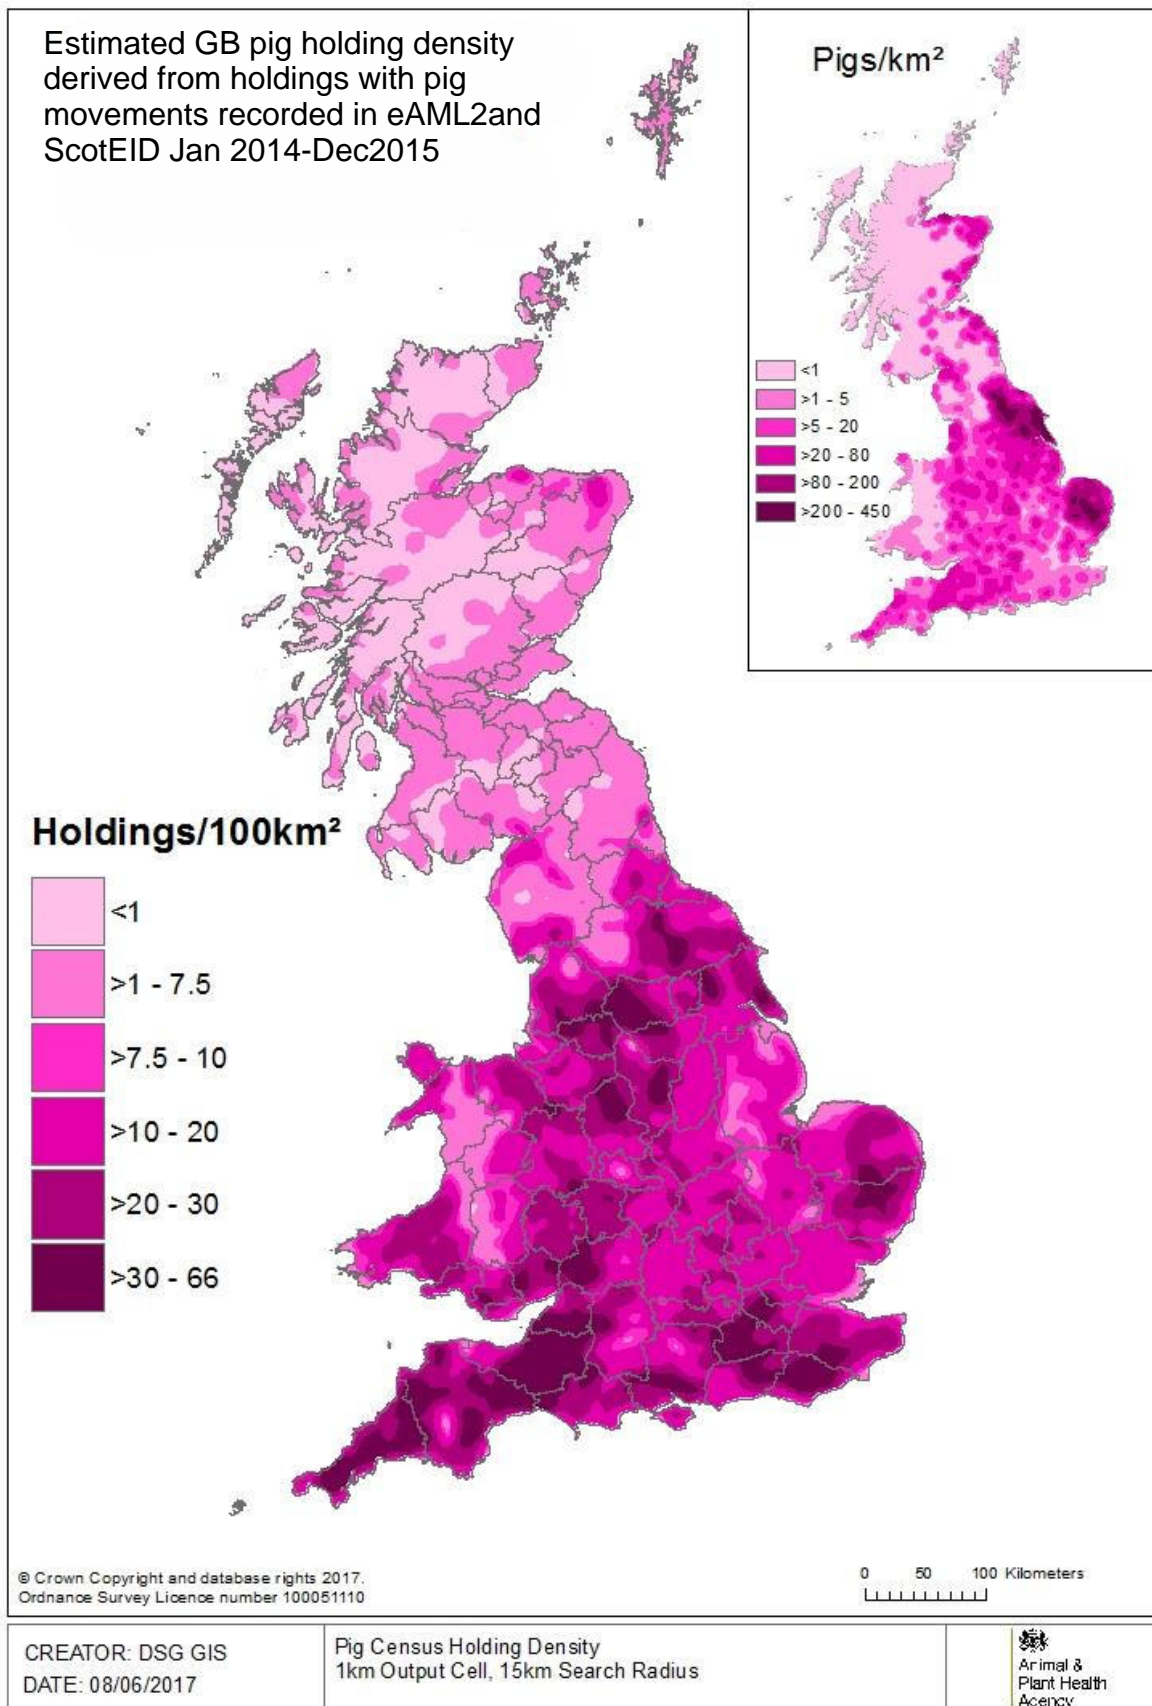 Estimated GB pig holding density
derived from holdings with pig
movements recorded in eAML2and
ScotEID Jan 2014-Dec2015
Pigs/km²
<1
>1 - 5
>5 - 20
>20 - 80
>80 - 200
>200 - 450
Holdings/100km²
<1
>1 - 7.5
>7.5 - 10
>10 - 20
>20 - 30
>30 - 66
© Crown Copyright and database rights 2017.
Ordnance Survey Licence number 100051110
0 50 100 Kilometers
CREATOR: DSG GIS
DATE: 08/06/2017
Pig Census Holding Density
1km Output Cell, 15km Search Radius
Animal &
Plant Health
Agency